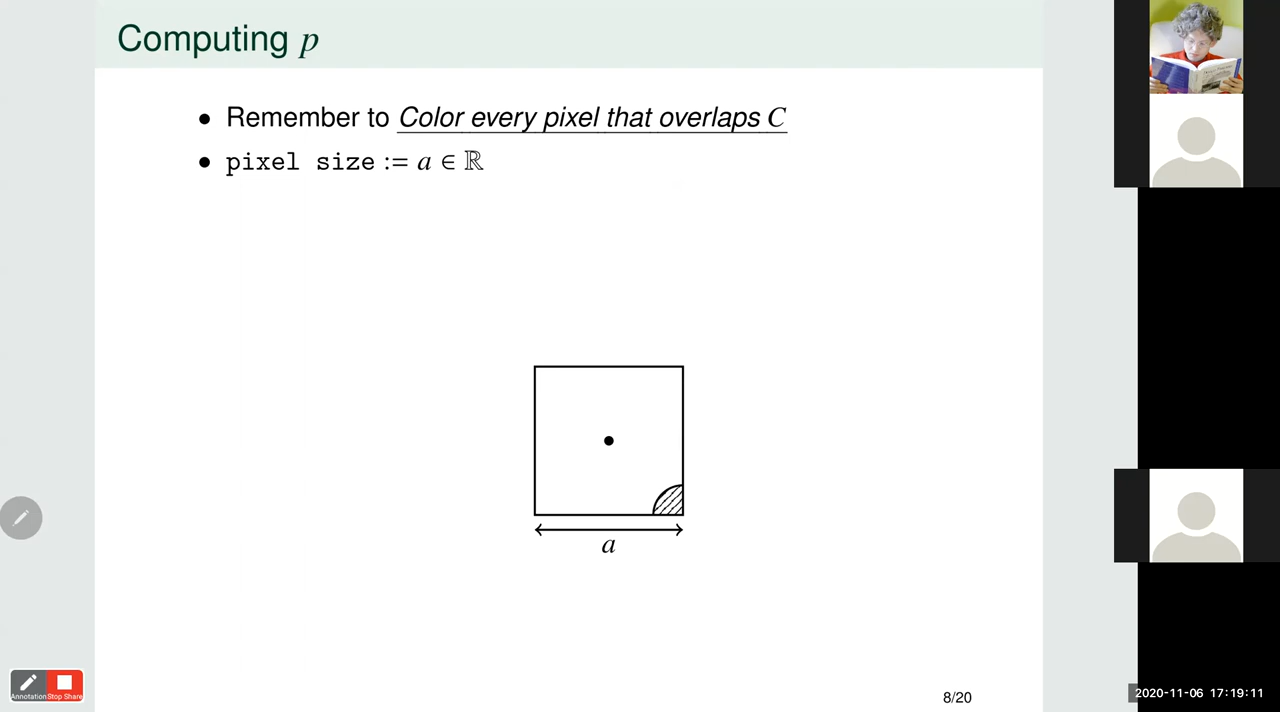 Computing p
• Remember to Color every pixel that overlaps C
• pixel size := a ∈ ℝ
a
8/20
Annotation Stop Share
2020-11-06 17:19:11